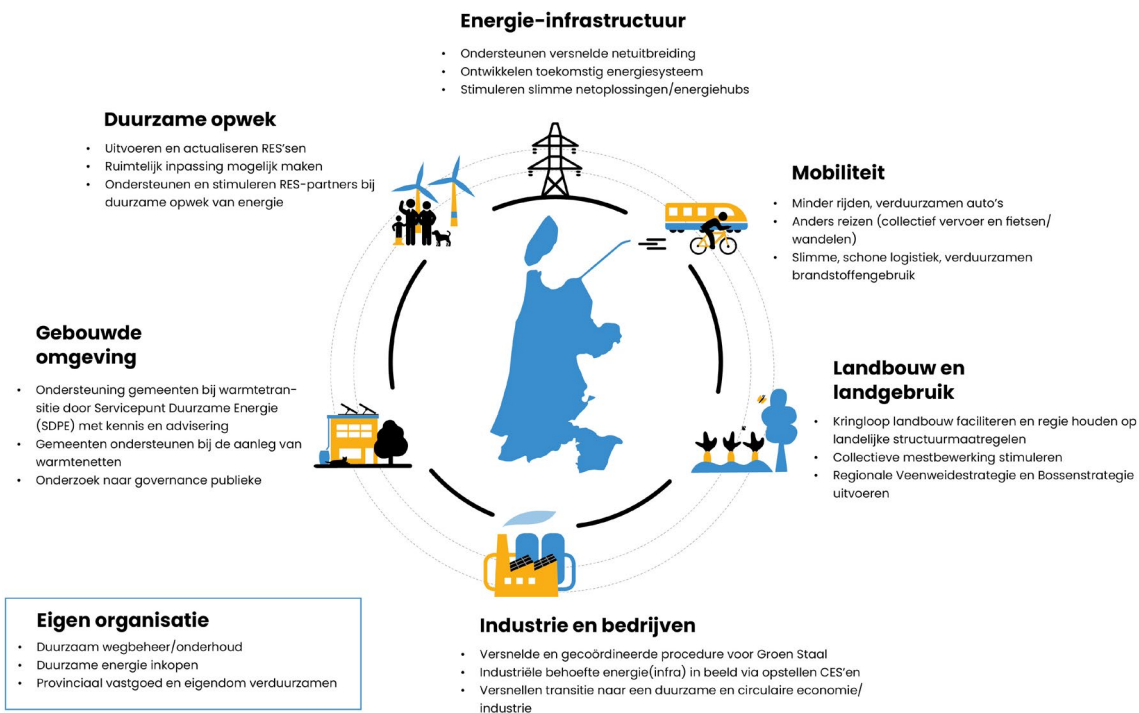 Energie-infrastructuur
• Ondersteunen versnelde netuitbreiding
• Ontwikkelen toekomstig energiesysteem
• Stimuleren slimme netoplossingen/energiehubs
Duurzame opwek
• Uitvoeren en actualiseren RES'sen
• Ruimtelijk inpassing mogelijk maken
• Ondersteunen en stimuleren RES-partners bij
duurzame opwek van energie
Mobiliteit
• Minder rijden, verduurzamen auto's
• Anders reizen (collectief vervoer en fietsen/
wandelen)
• Slimme, schone logistiek, verduurzamen
brandstoffengebruik
Gebouwde
omgeving
• Ondersteuning gemeenten bij warmtetran-
sitie door Servicepunt Duurzame Energie
(SDPE) met kennis en advisering
• Gemeenten ondersteunen bij de aanleg van
warmtenetten
• Onderzoek naar governance publieke
Landbouw en
landgebruik
• Kringloop landbouw faciliteren en regie houden op
landelijke structuurmaatregelen
• Collectieve mestbewerking stimuleren
• Regionale Veenweidestrategie en Bossenstrategie
uitvoeren
Eigen organisatie
• Duurzaam wegbeheer/onderhoud
• Duurzame energie inkopen
• Provinciaal vastgoed en eigendom verduurzamen
Industrie en bedrijven
• Versnelde en gecoördineerde procedure voor Groen Staal
• Industriële behoefte energie(infra) in beeld via opstellen CES'en
• Versnellen transitie naar een duurzame en circulaire economie/
industrie